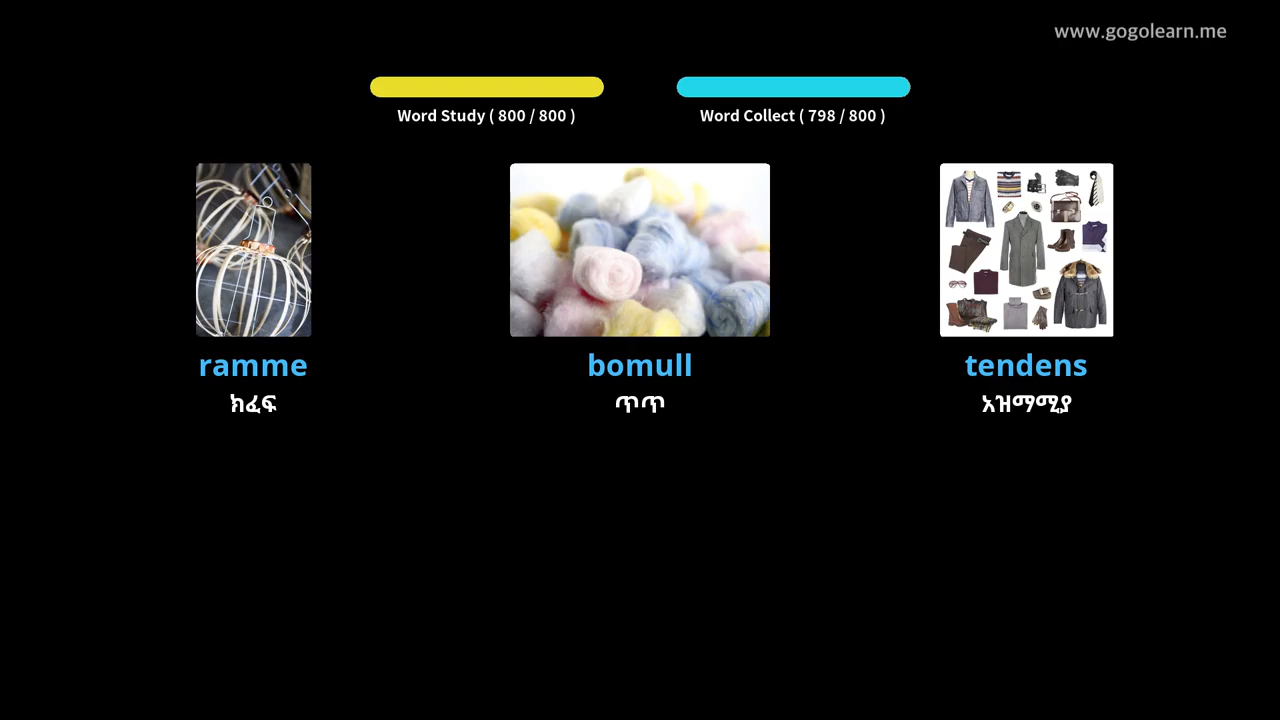 www.gogolearn.me
Word Study ( 800 / 800 )
Word Collect ( 798 / 800 )
ramme
bomull
tendens
ክፈፍ
ጥጥ
አዝማሚያ